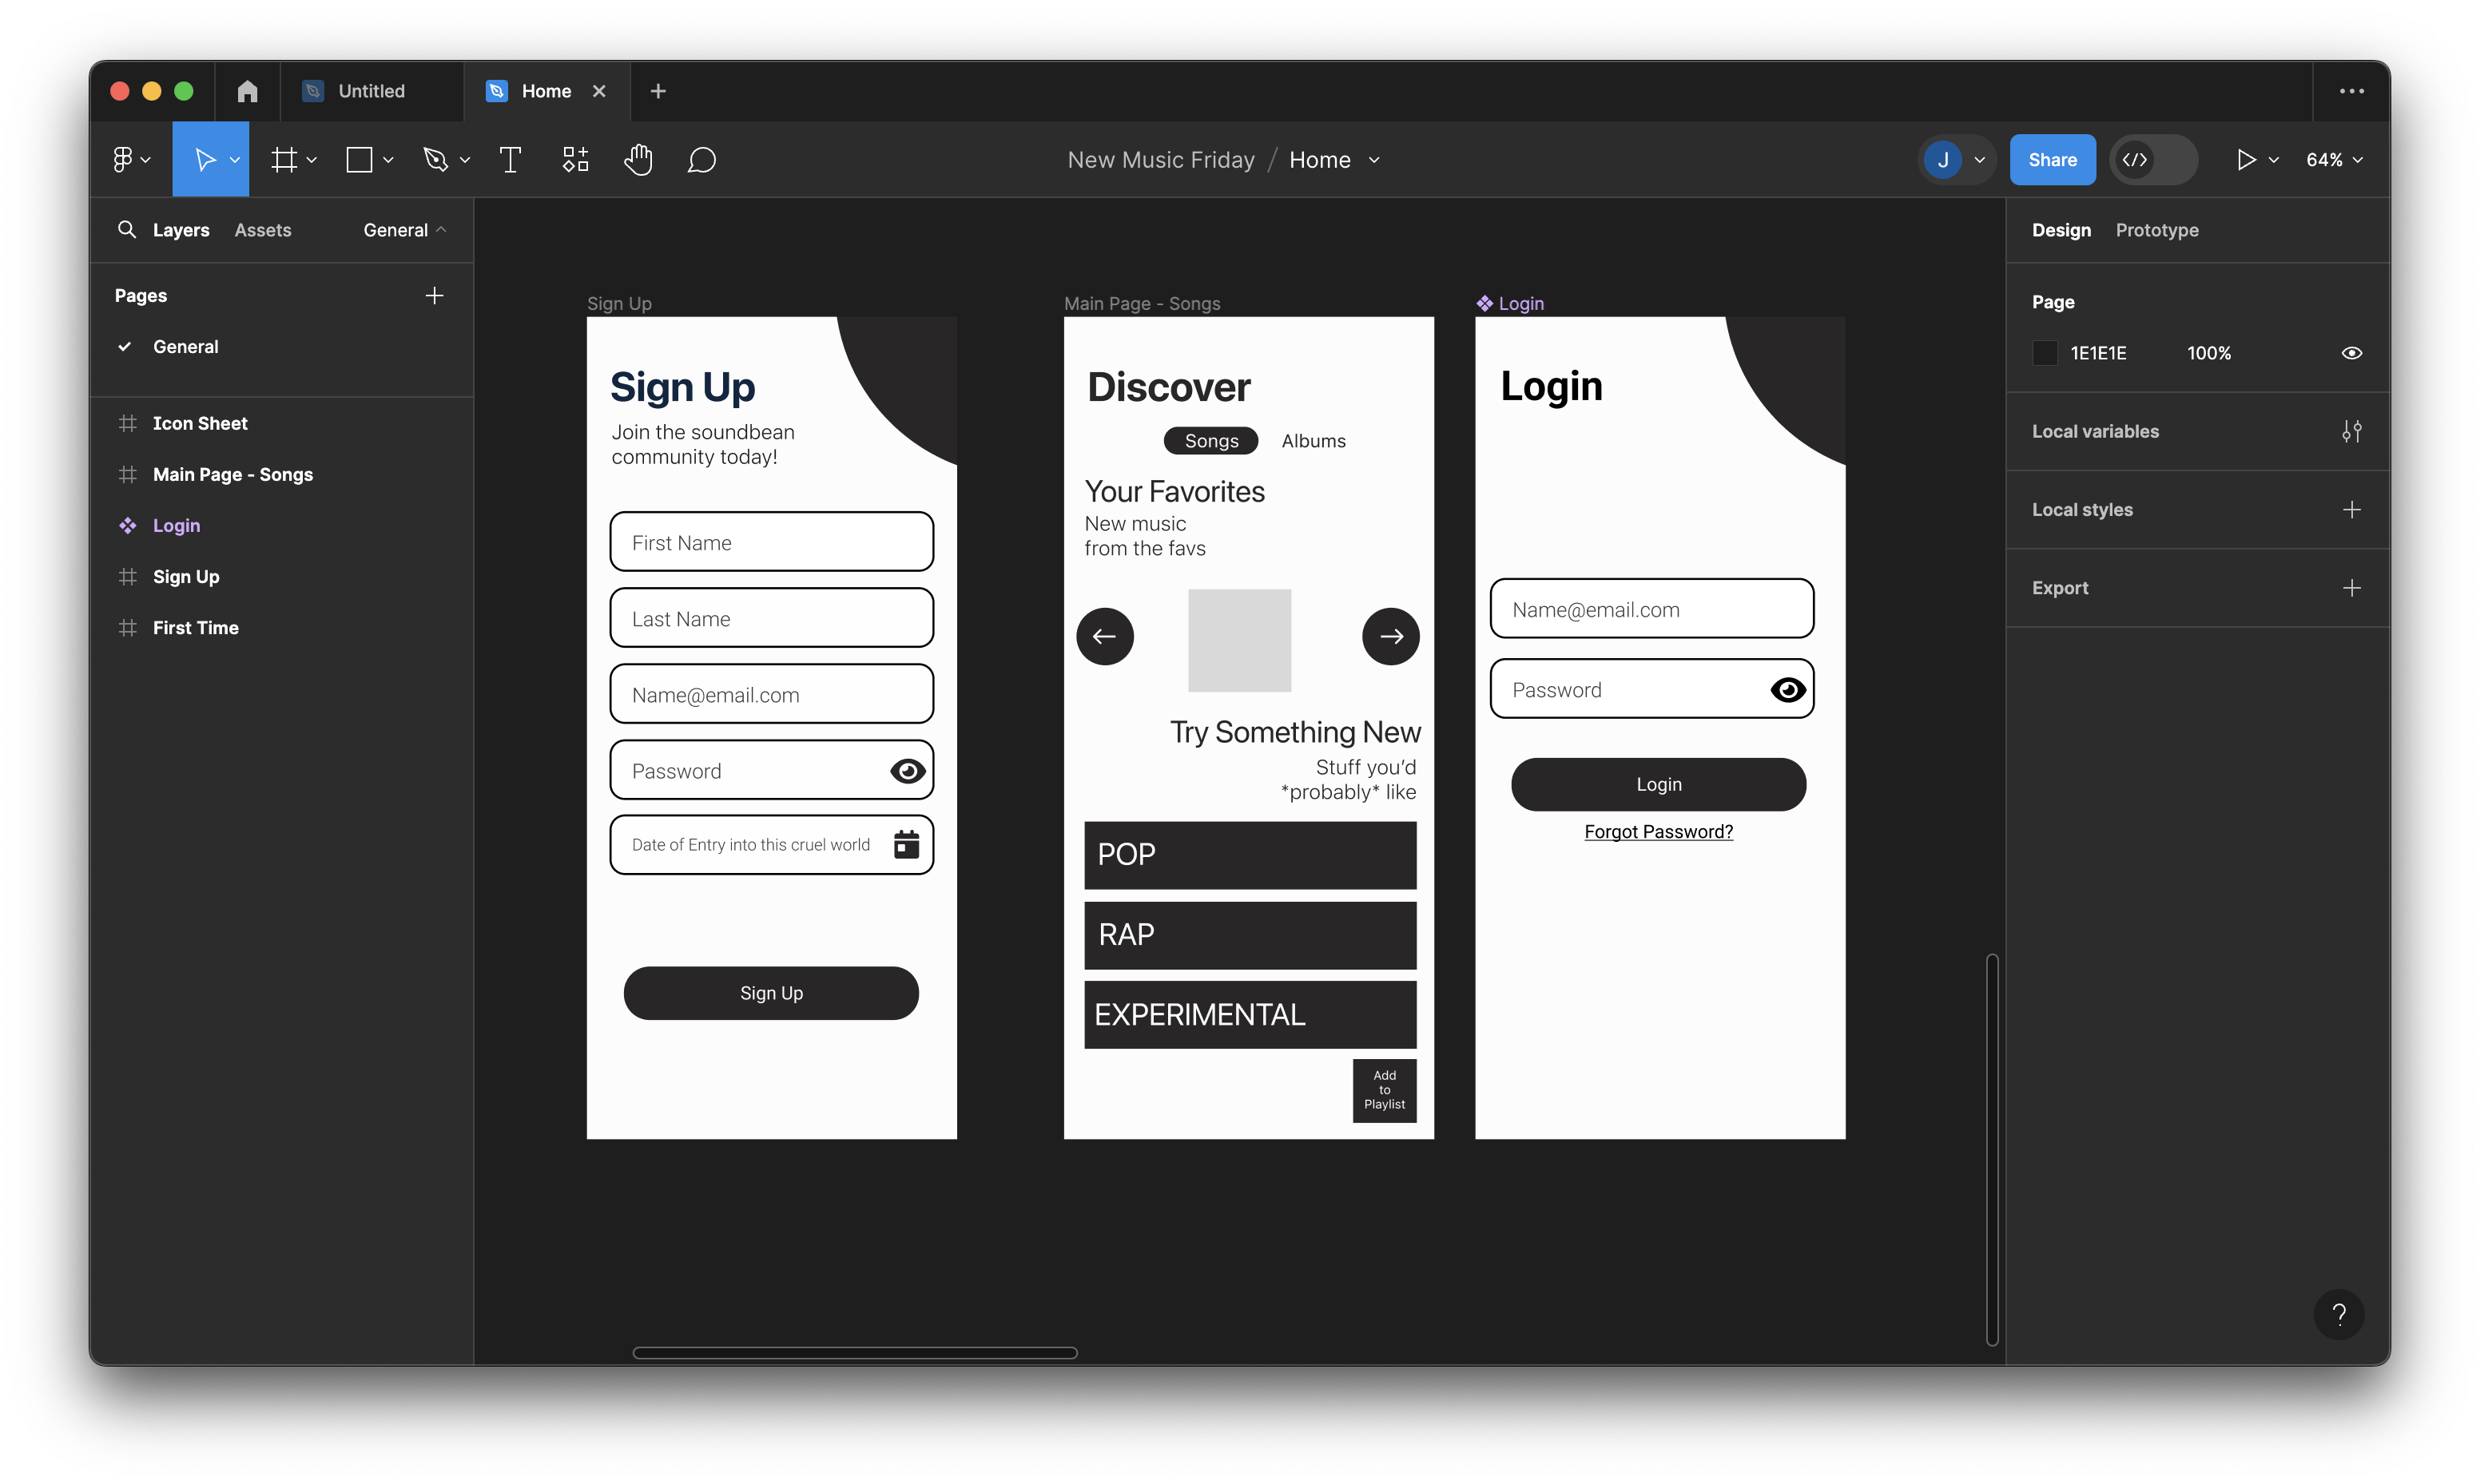 Untitled
Home
New Music Friday / Home
J
Share
64%
Layers
Assets
General
Pages
General
Icon Sheet
Main Page - Songs
Login
Sign Up
First Time
Sign Up
Sign Up
Join the soundbean
community today!
First Name
Last Name
Name@email.com
Password
Date of Entry into this cruel world
Sign Up
Main Page - Songs
Discover
Songs
Albums
Your Favorites
New music
from the favs
Try Something New
Stuff you'd
*probably* like
POP
RAP
EXPERIMENTAL
Add
to
Playlist
Login
Login
Name@email.com
Password
Login
Forgot Password?
Design
Prototype
Page
1E1E1E
100%
Local variables
Local styles
Export
?